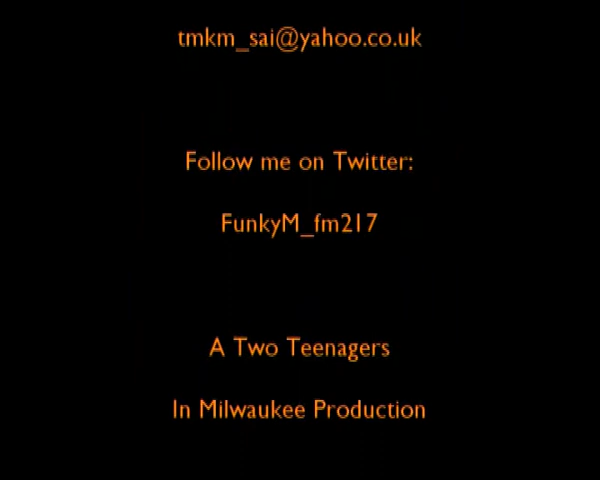 tmkm_sai@yahoo.co.uk
Follow me on Twitter:
FunkyM_fm217
A Two Teenagers
In Milwaukee Production